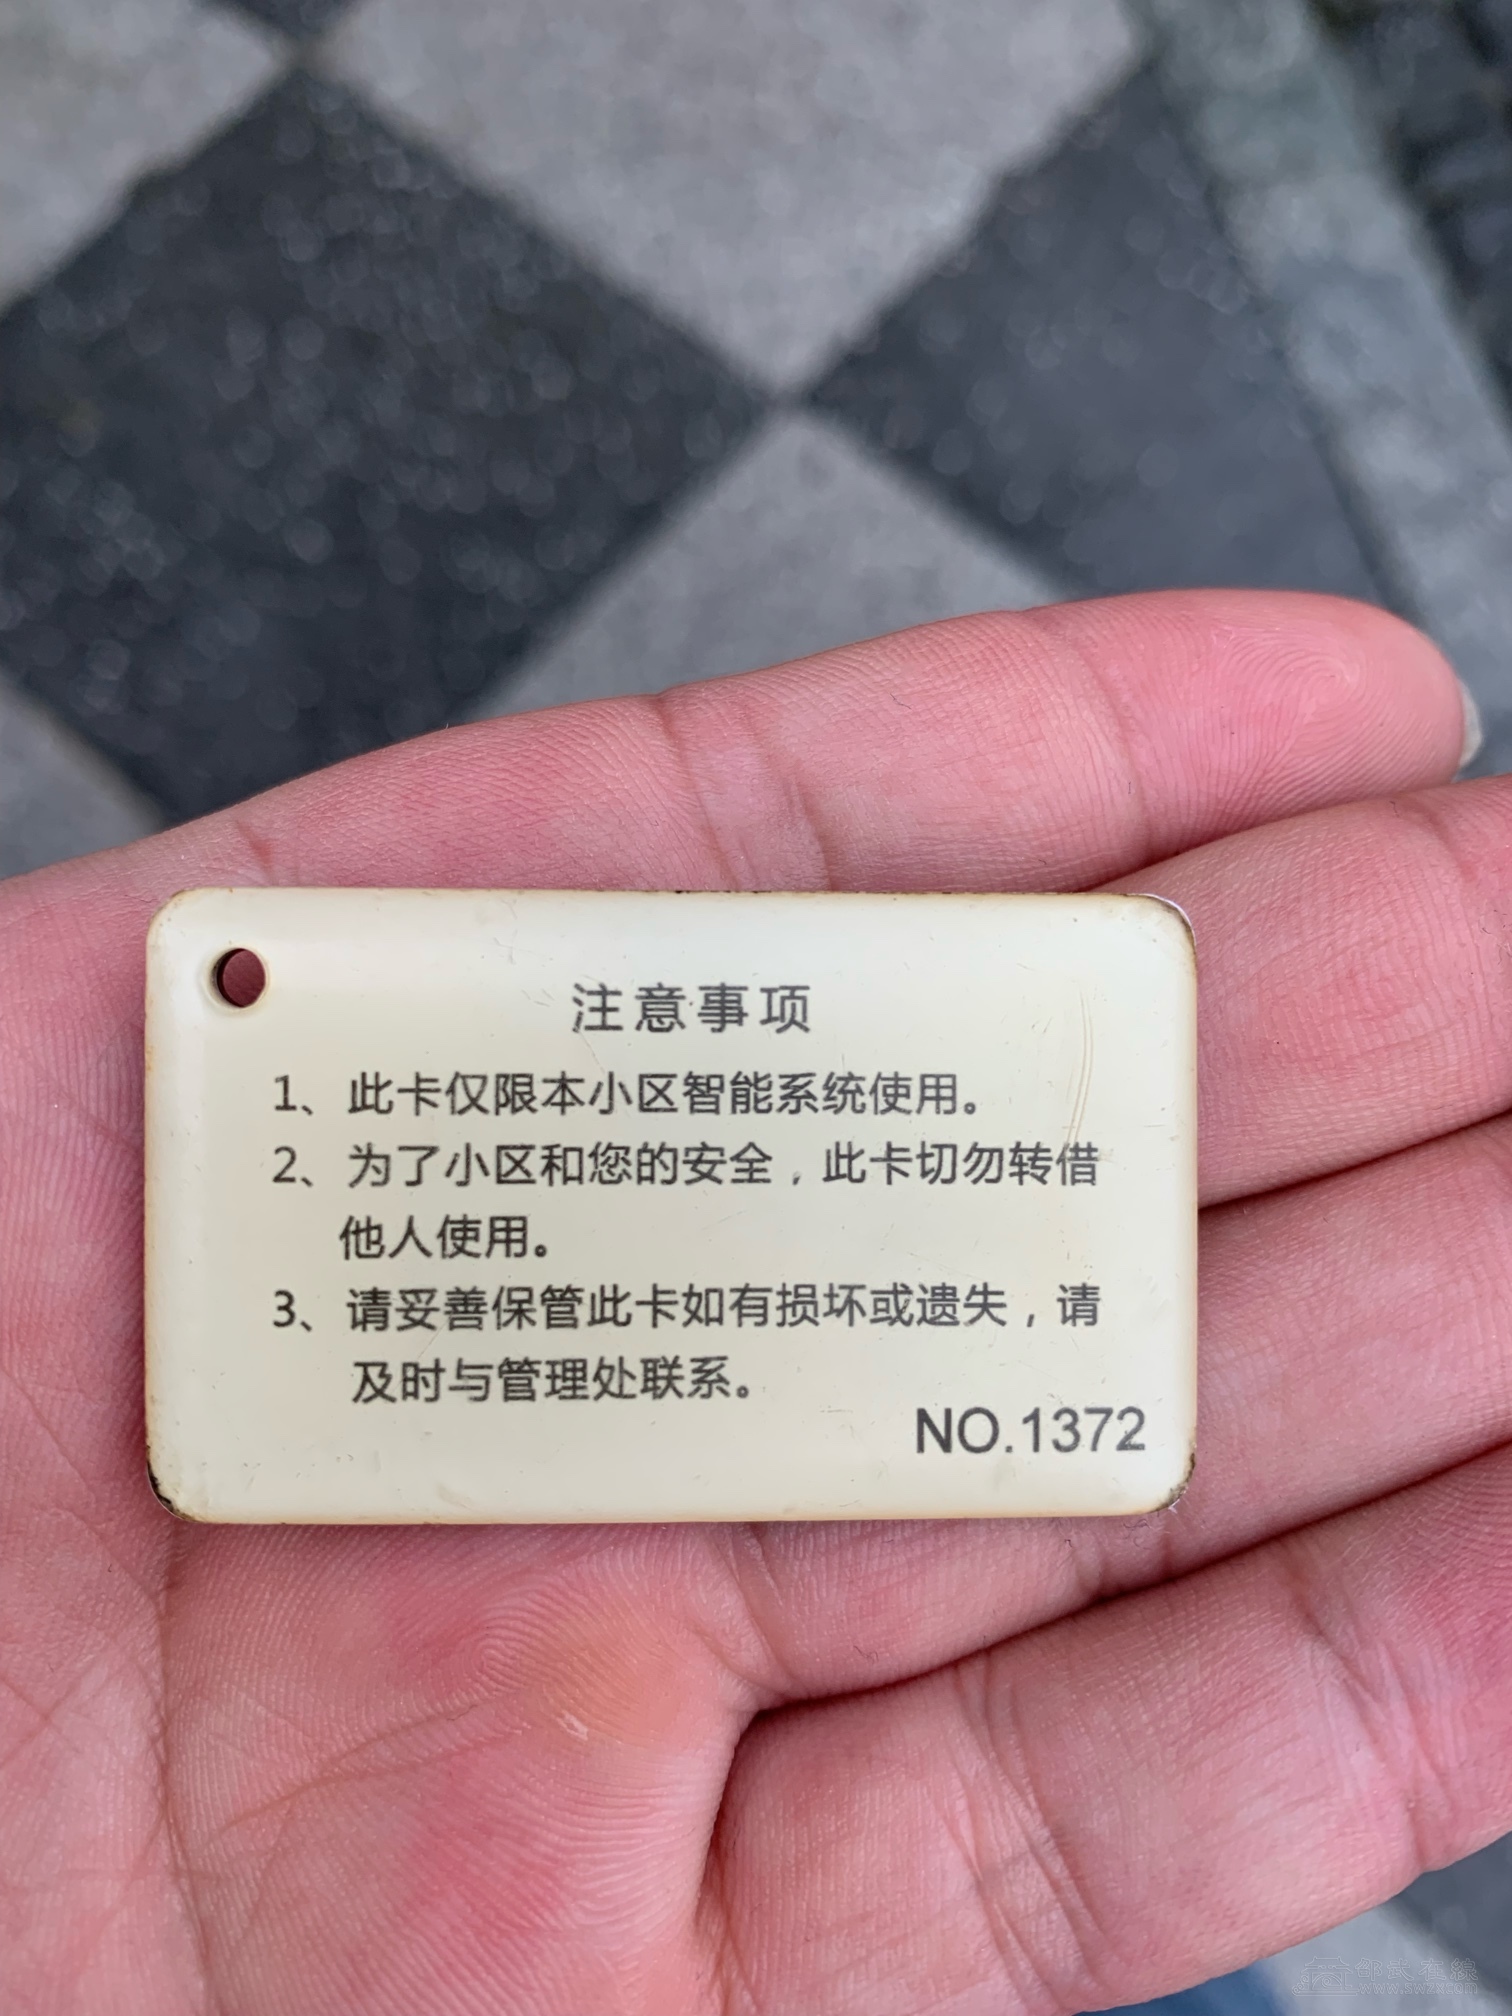 注意事项
1、此卡仅限本小区智能系统使用。
2、为了小区和您的安全，此卡切勿转借
他人使用。
3、请妥善保管此卡如有损坏或遗失，请
及时与管理处联系。
NO.1372